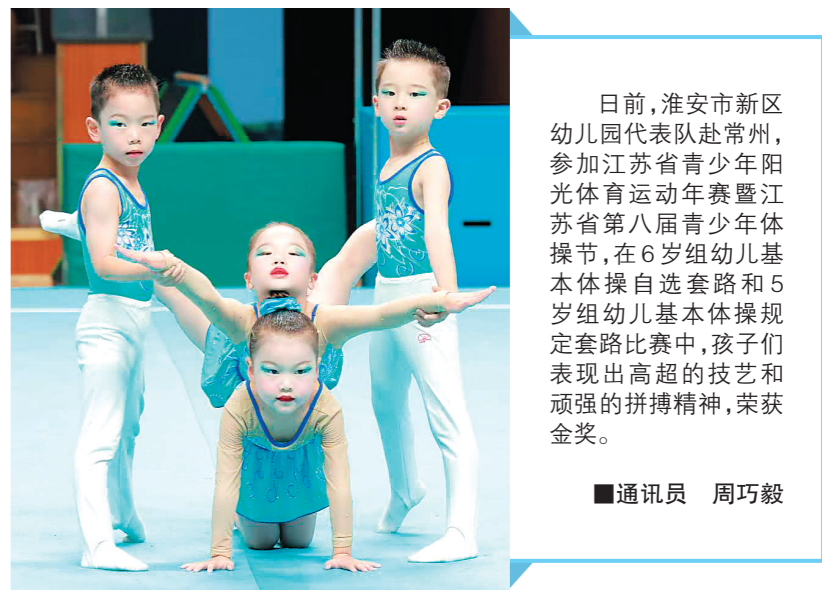 日前,淮安市新区
幼儿园代表队赴常州,
参加江苏省青少年阳
光体育运动年赛暨江
苏省第八届青少年体
操节,在6岁组幼儿基
本体操自选套路和5
岁组幼儿基本体操规
定套路比赛中,孩子们
表现出高超的技艺和
顽强的拼搏精神,荣获
金奖。
■通讯员 周巧毅